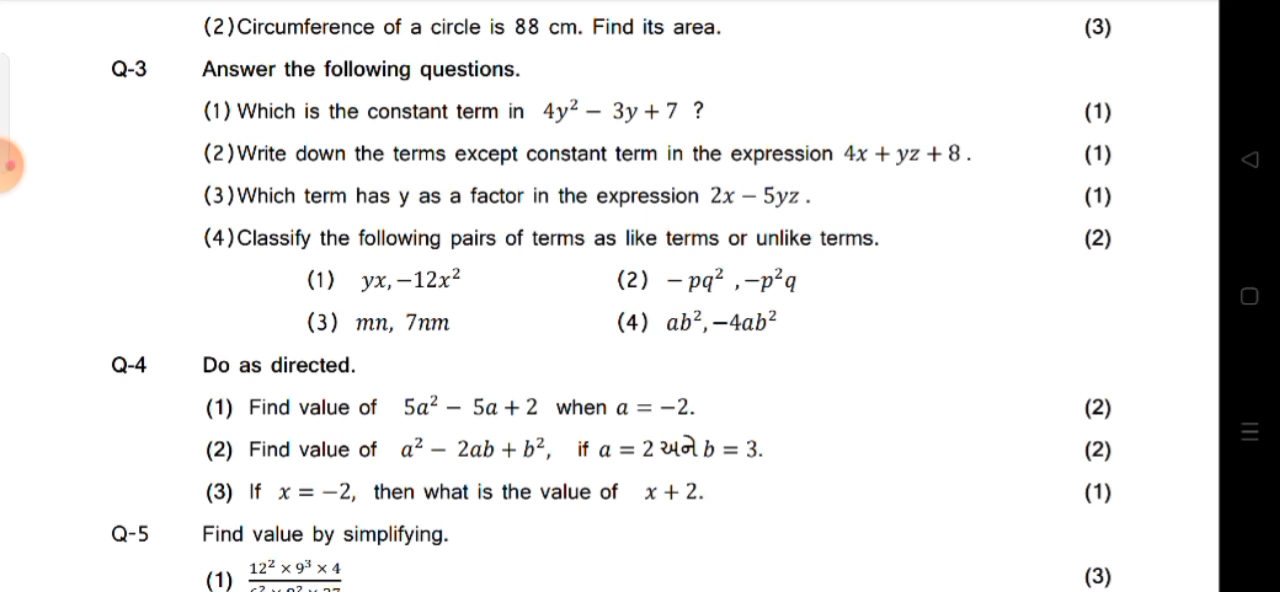 (2)Circumference of a circle is 88 cm. Find its area. (3)
Q-3 Answer the following questions.
(1) Which is the constant term in 4y² − 3y + 7 ? (1)
(2)Write down the terms except constant term in the expression 4x + yz + 8 . (1)
(3)Which term has y as a factor in the expression 2x − 5yz . (1)
(4)Classify the following pairs of terms as like terms or unlike terms. (2)
(1) yx, −12x² (2) − pq² ,−p²q
(3) mn, 7nm (4) ab², −4ab²
Q-4 Do as directed.
(1) Find value of 5a² − 5a + 2 when a = −2. (2)
(2) Find value of a² − 2ab + b², if a = 2 અને b = 3. (2)
(3) If x = −2, then what is the value of x + 2. (1)
Q-5 Find value by simplifying.
(1) 12² × 9³ × 4 (3)